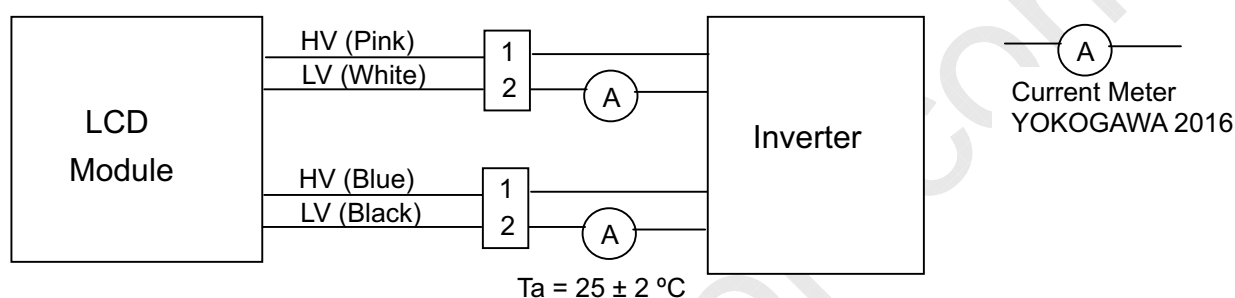 HV (Pink)
LV (White)
1
2
A
LCD
Module
Inverter
HV (Blue)
LV (Black)
1
2
A
Ta = 25 ± 2 ºC
A
Current Meter
YOKOGAWA 2016